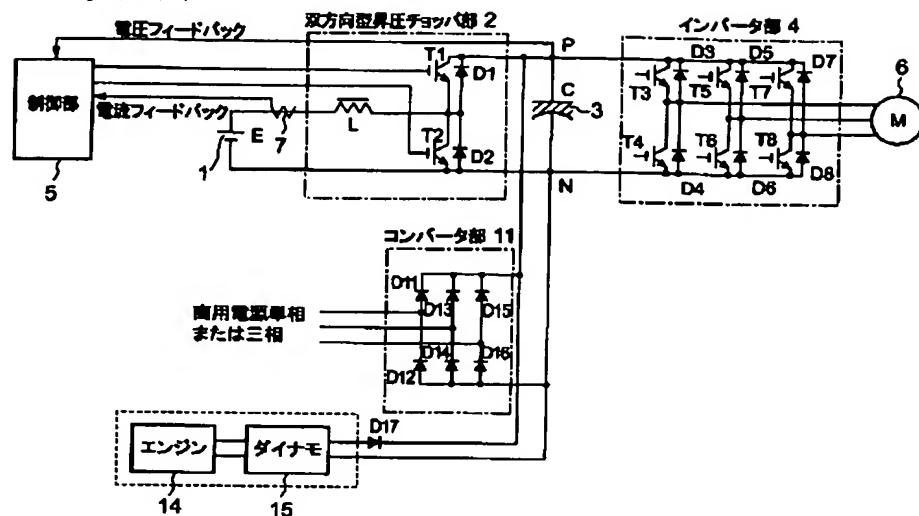 双方向型昇圧チョッパ部 2
インバータ部 4
電圧フィードバック
P
T1
D1
D3
D5
D7
6
制御部
T3
T5
T7
C
3
M
電流フィードバック
E
7
L
T2
D2
T4
T6
T8
1
5
N
D4
D6
D8
コンバータ部 11
D11
D13
D15
商用電源単相
または三相
D14
D16
D12
D17
エンジン
ダイナモ
14
15